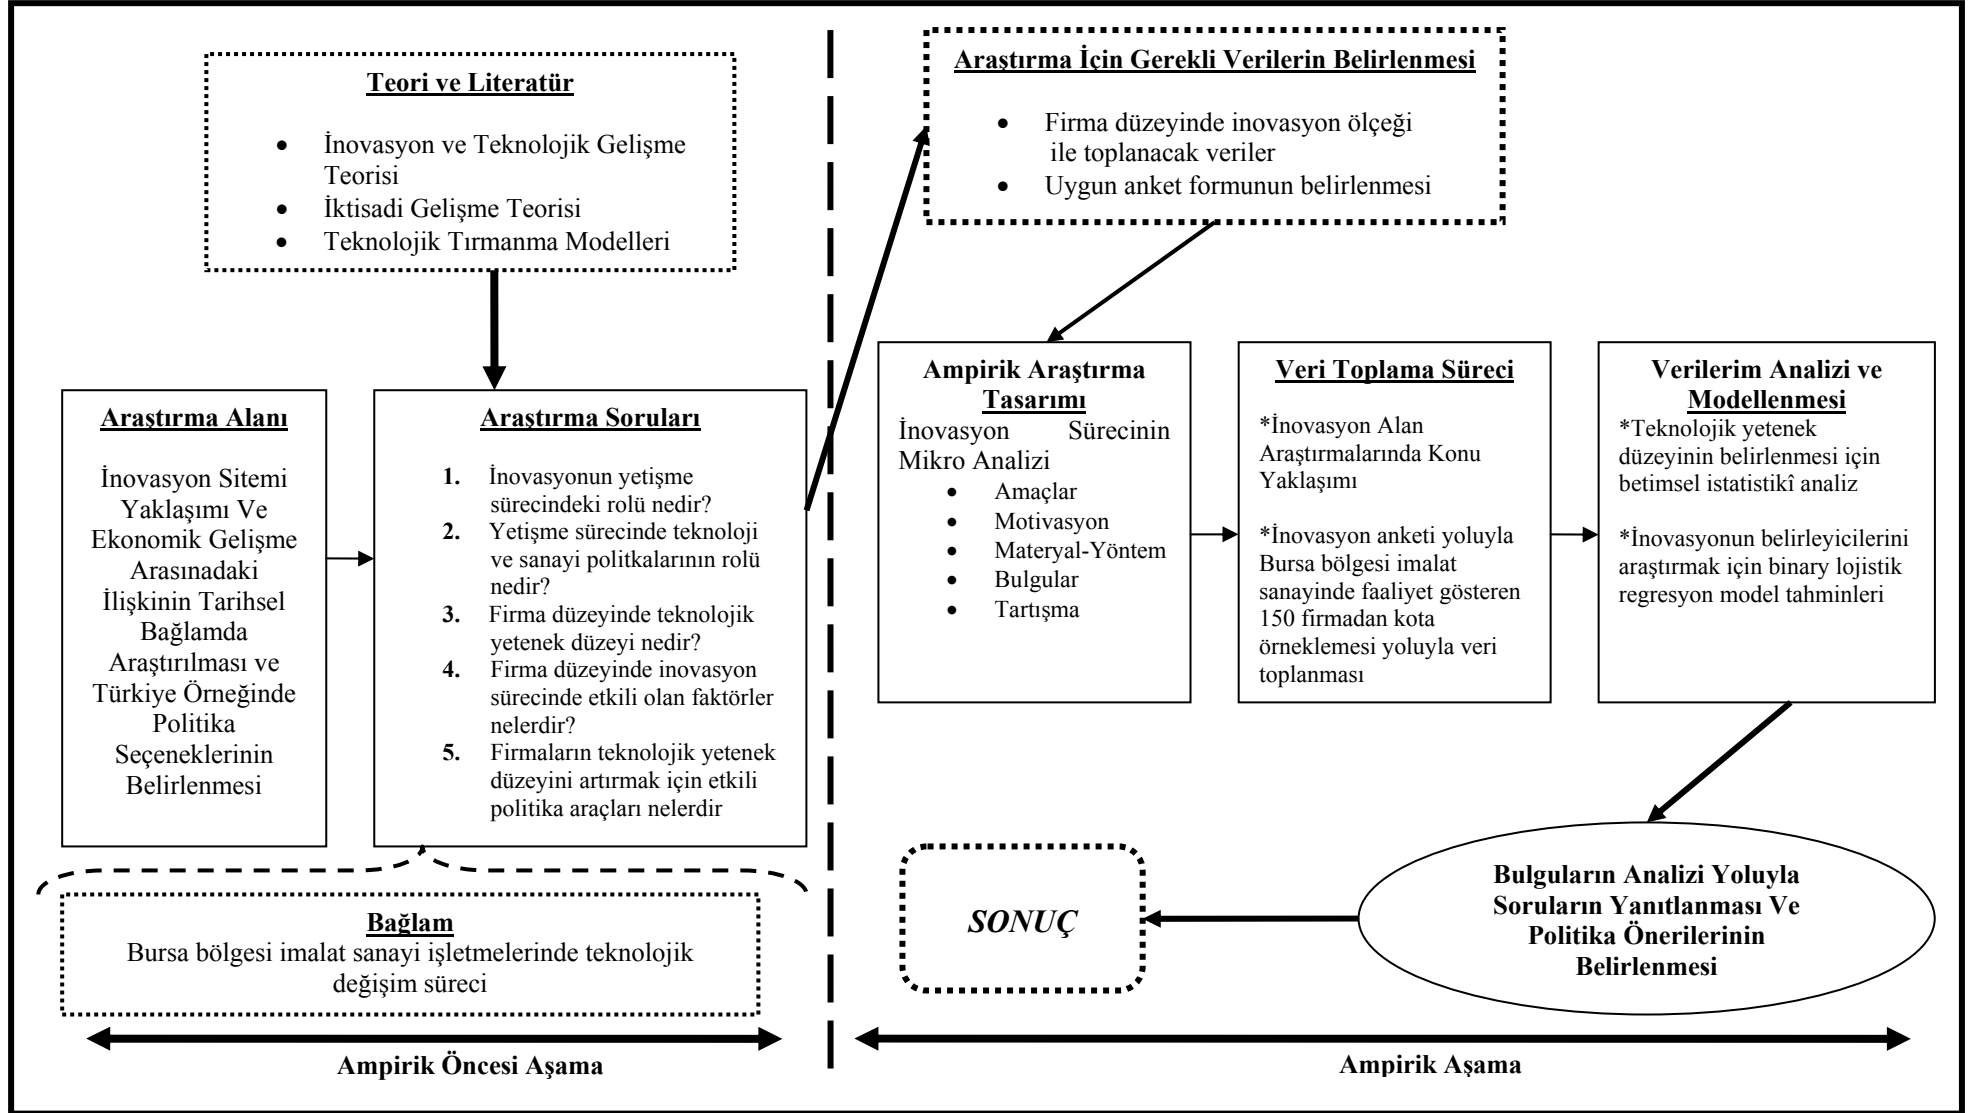 Teori ve Literatür
• İnovasyon ve Teknolojik Gelişme
Teorisi
• İktisadi Gelişme Teorisi
• Teknolojik Tırmanma Modelleri
Araştırma Alanı
İnovasyon Sitemi
Yaklaşımı Ve
Ekonomik Gelişme
Arasınadaki
İlişkinin Tarihsel
Bağlamda
Araştırılması ve
Türkiye Örneğinde
Politika
Seçeneklerinin
Belirlenmesi
Araştırma Soruları
1. İnovasyonun yetişme
sürecindeki rolü nedir?
2. Yetişme sürecinde teknoloji
ve sanayi politkalarının rolü
nedir?
3. Firma düzeyinde teknolojik
yetenek düzeyi nedir?
4. Firma düzeyinde inovasyon
sürecinde etkili olan faktörler
nelerdir?
5. Firmaların teknolojik yetenek
düzeyini artırmak için etkili
politika araçları nelerdir
Bağlam
Bursa bölgesi imalat sanayi işletmelerinde teknolojik
değişim süreci
Ampirik Öncesi Aşama
Araştırma İçin Gerekli Verilerin Belirlenmesi
• Firma düzeyinde inovasyon ölçeği
ile toplanacak veriler
• Uygun anket formunun belirlenmesi
Ampirik Araştırma
Tasarımı
İnovasyon Sürecinin
Mikro Analizi
• Amaçlar
• Motivasyon
• Materyal-Yöntem
• Bulgular
• Tartışma
Veri Toplama Süreci
*İnovasyon Alan
Araştırmalarında Konu
Yaklaşımı
*İnovasyon anketi yoluyla
Bursa bölgesi imalat
sanayinde faaliyet gösteren
150 firmadan kota
örneklemesi yoluyla veri
toplanması
Verilerim Analizi ve
Modellenmesi
*Teknolojik yetenek
düzeyinin belirlenmesi için
betimsel istatistikî analiz
*İnovasyonun belirleyicilerini
araştırmak için binary lojistik
regresyon model tahminleri
Bulguların Analizi Yoluyla
Soruların Yanıtlanması Ve
Politika Önerilerinin
Belirlenmesi
SONUÇ
Ampirik Aşama